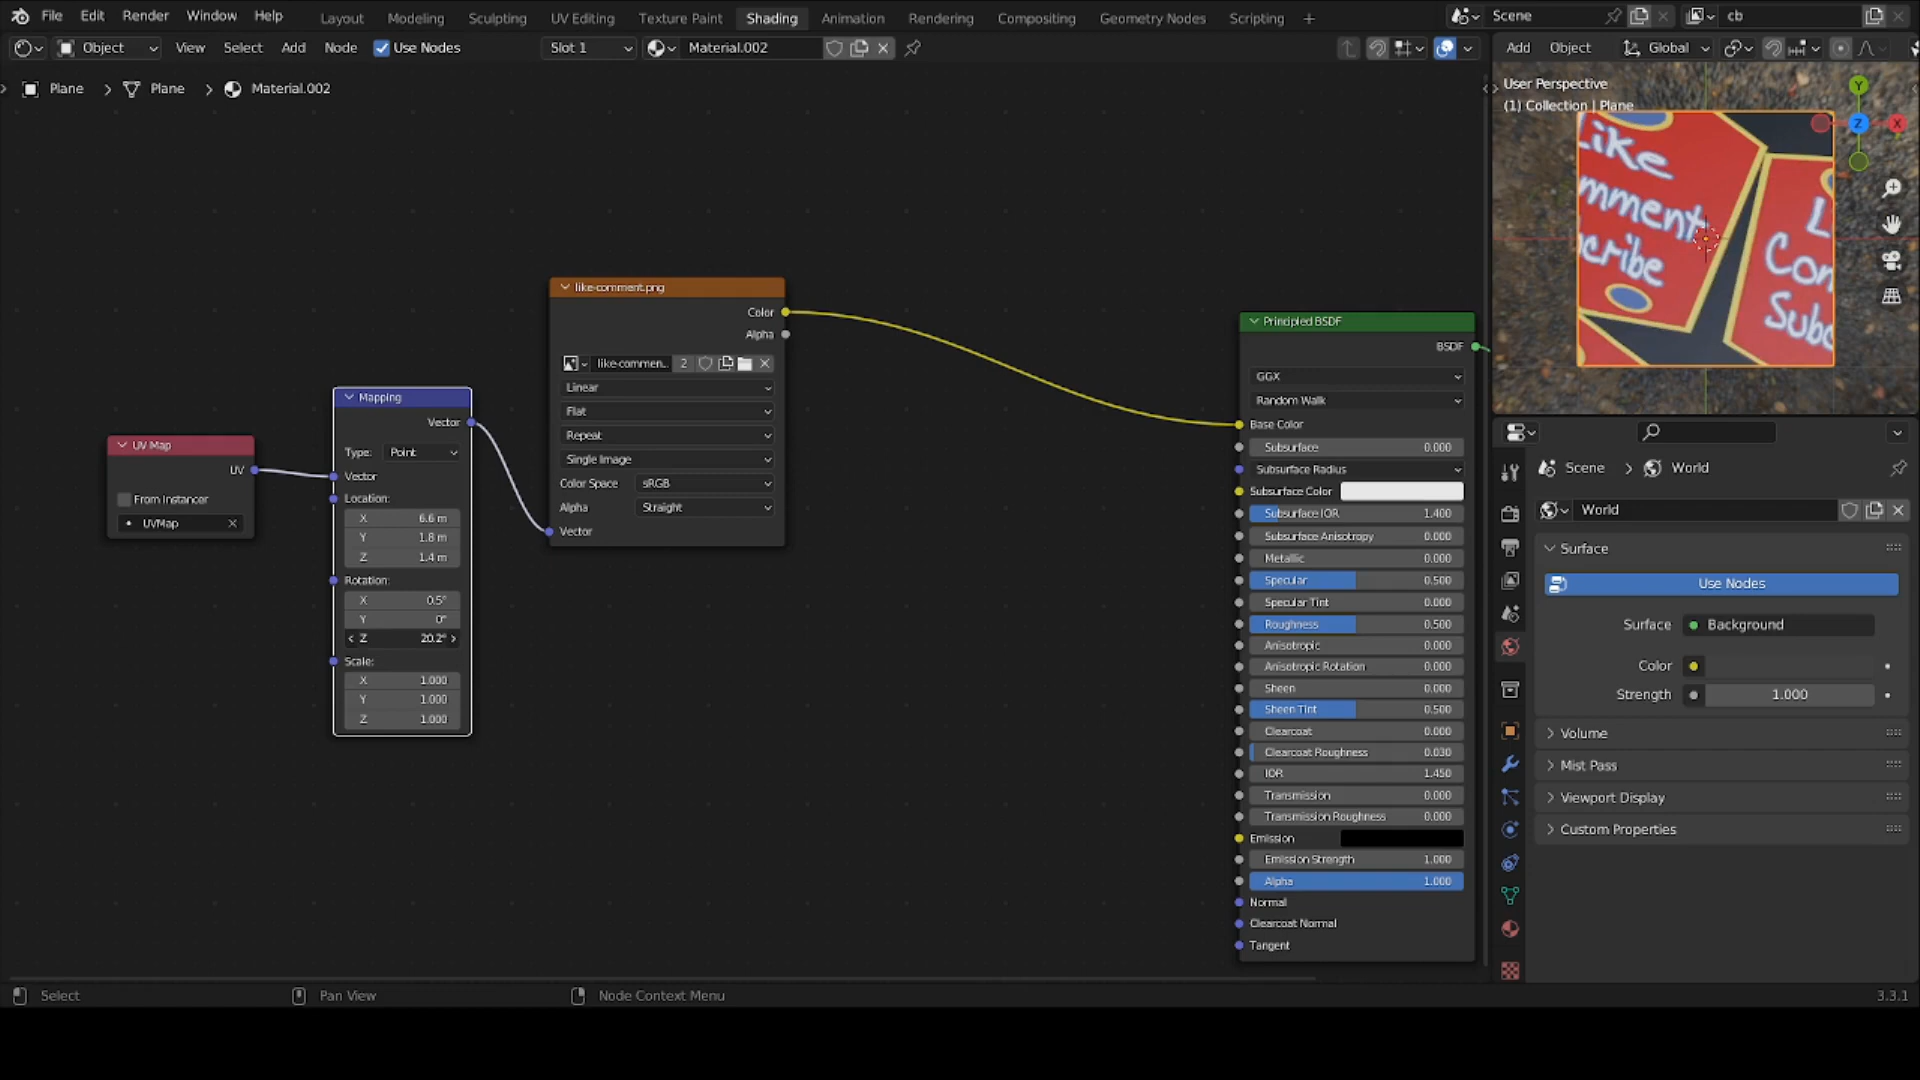 File Edit Render Window Help Layout Modeling Sculpting UV Editing Texture Paint Shading Animation Rendering Compositing Geometry Nodes Scripting + Scene cb
Object View Select Add Node Use Nodes Slot 1 Material.002 Add Object Global
Plane > Plane > Material.002
User Perspective
(1) Collection | Plane
Y
Z
X
Like
mment
cribe
L
Con
Subc
like-comment.png
Color
Alpha
like-commen.. 2
Linear
Flat
Repeat
Single Image
Color Space sRGB
Alpha Straight
Vector
Mapping
Vector
Type: Point
Vector
Location:
X 6.6 m
Y 1.8 m
Z 1.4 m
Rotation:
X 0.5°
Y 0°
Z 20.2°
Scale:
X 1.000
Y 1.000
Z 1.000
UV Map
UV
From Instancer
UVMap
Principled BSDF
BSDF
GGX
Random Walk
Base Color
Subsurface 0.000
Subsurface Radius
Subsurface Color
Subsurface IOR 1.400
Subsurface Anisotropy 0.000
Metallic 0.000
Specular 0.500
Specular Tint 0.000
Roughness 0.500
Anisotropic 0.000
Anisotropic Rotation 0.000
Sheen 0.000
Sheen Tint 0.500
Clearcoat 0.000
Clearcoat Roughness 0.030
IOR 1.450
Transmission 0.000
Transmission Roughness 0.000
Emission
Emission Strength 1.000
Alpha 1.000
Normal
Clearcoat Normal
Tangent
Scene > World
World
Surface
Use Nodes
Surface Background
Color
Strength 1.000
Volume
Mist Pass
Viewport Display
Custom Properties
Select Pan View Node Context Menu 3.3.1